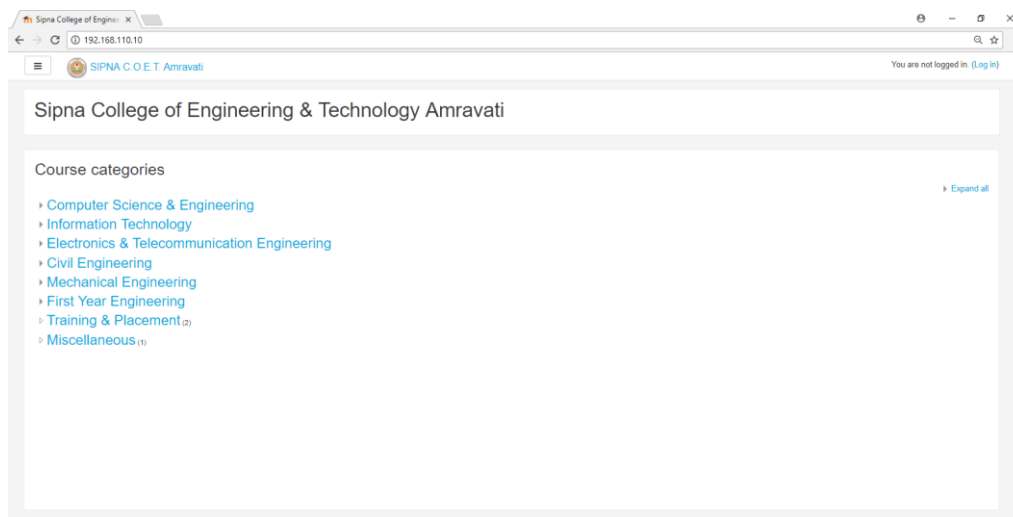 Sipna College of Enginee
192.168.110.10
SIPNA C.O.E.T. Amravati
You are not logged in. (Log in)
Sipna College of Engineering & Technology Amravati
Course categories
Expand all
Computer Science & Engineering
Information Technology
Electronics & Telecommunication Engineering
Civil Engineering
Mechanical Engineering
First Year Engineering
Training & Placement (2)
Miscellaneous (1)